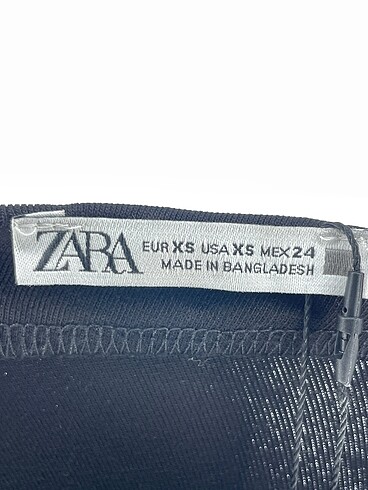 ZARA
EUR XS USA XS MEX 24
MADE IN BANGLADESH